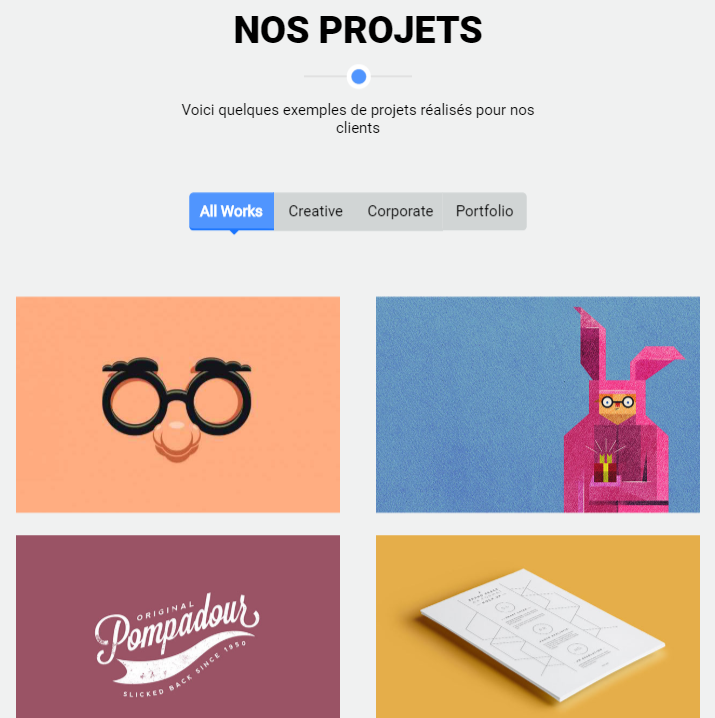 NOS PROJETS
Voici quelques exemples de projets réalisés pour nos
clients
All Works
Creative
Corporate
Portfolio
ORIGINAL
Pompadour
SLICKED BACK SINCE 1950